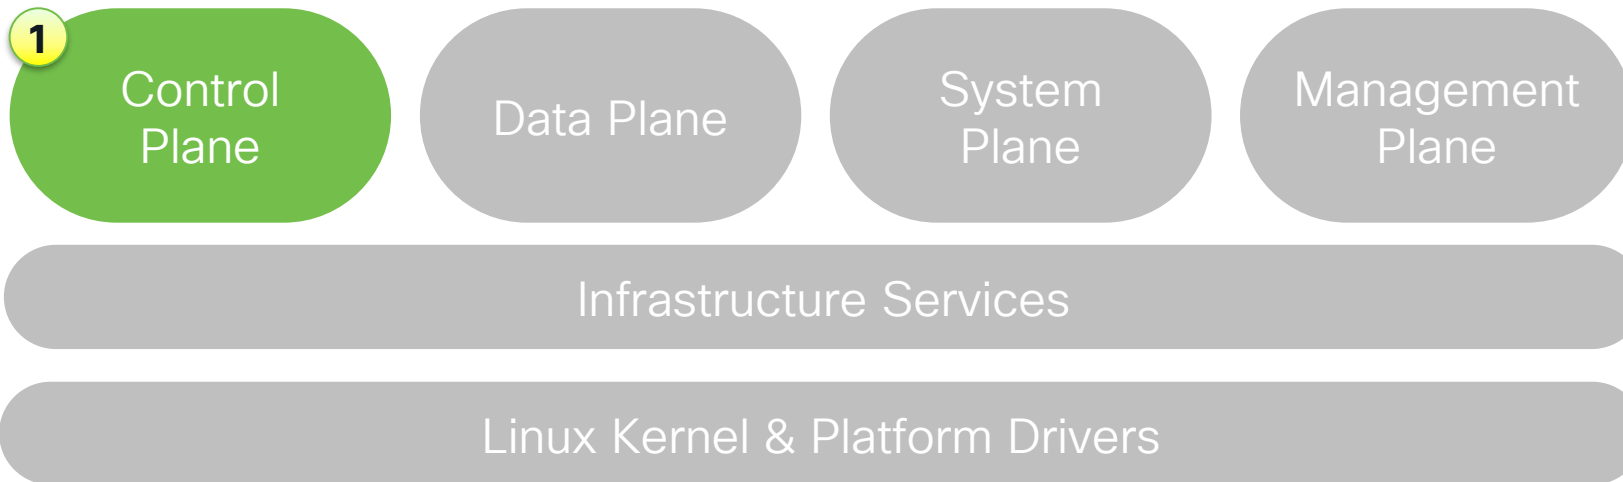 1
Control
Plane
Data Plane
System
Plane
Management
Plane
Infrastructure Services
Linux Kernel & Platform Drivers